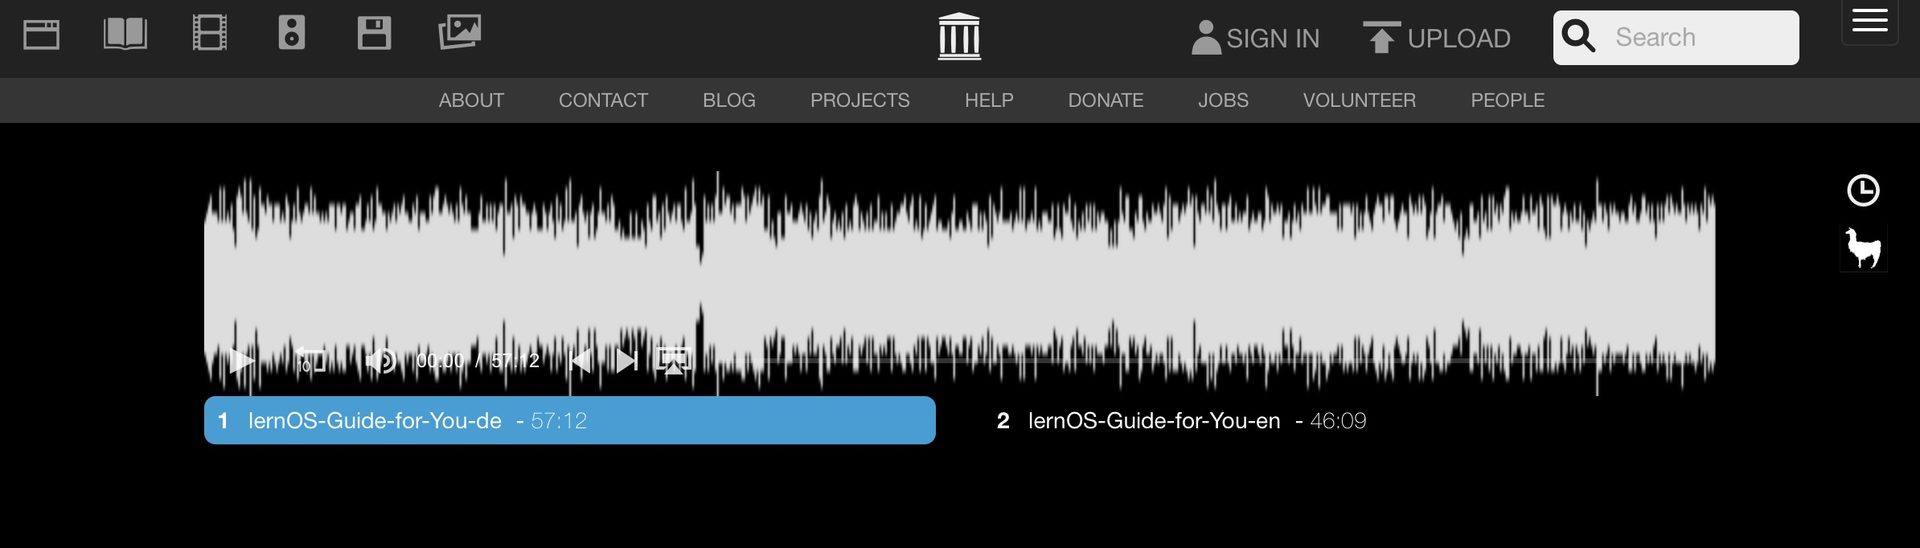 SIGN IN UPLOAD Search
ABOUT CONTACT BLOG PROJECTS HELP DONATE JOBS VOLUNTEER PEOPLE
10 00:00 / 57:12
1 lernOS-Guide-for-You-de - 57:12 2 lernOS-Guide-for-You-en - 46:09